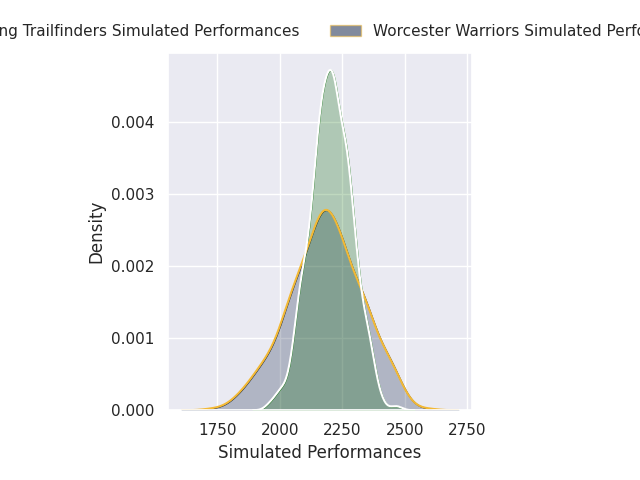 ng Trailfinders Simulated Performances Worcester Warriors Simulated Perfo
0.004
0.003
0.002
0.001
0.000
Density
1750 2000 2250 2500 2750
Simulated Performances